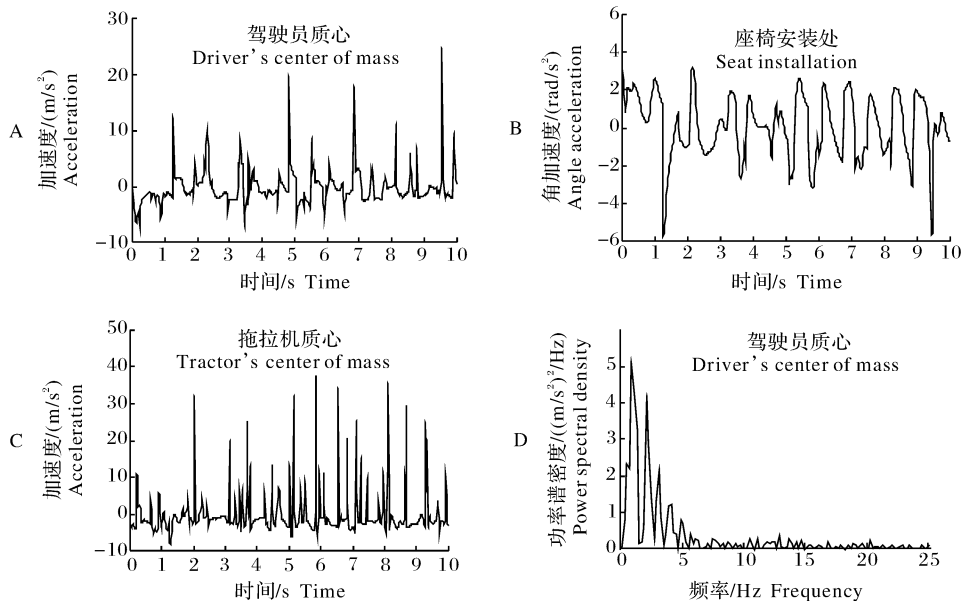 A
驾驶员质心
Driver's center of mass
加速度/(m/s²)
Acceleration
30
20
10
0
−10
0 1 2 3 4 5 6 7 8 9 10
时间/s Time
B
座椅安装处
Seat installation
角加速度/(rad/s²)
Angle acceleration
6
4
2
0
−2
−4
−6
0 1 2 3 4 5 6 7 8 9 10
时间/s Time
C
拖拉机质心
Tractor's center of mass
加速度/(m/s²)
Acceleration
50
40
30
20
10
0
−10
0 1 2 3 4 5 6 7 8 9 10
时间/s Time
D
驾驶员质心
Driver's center of mass
功率谱密度/((m/s²)²/Hz)
Power spectral density
5
4
3
2
1
0
0 5 10 15 20 25
频率/Hz Frequency